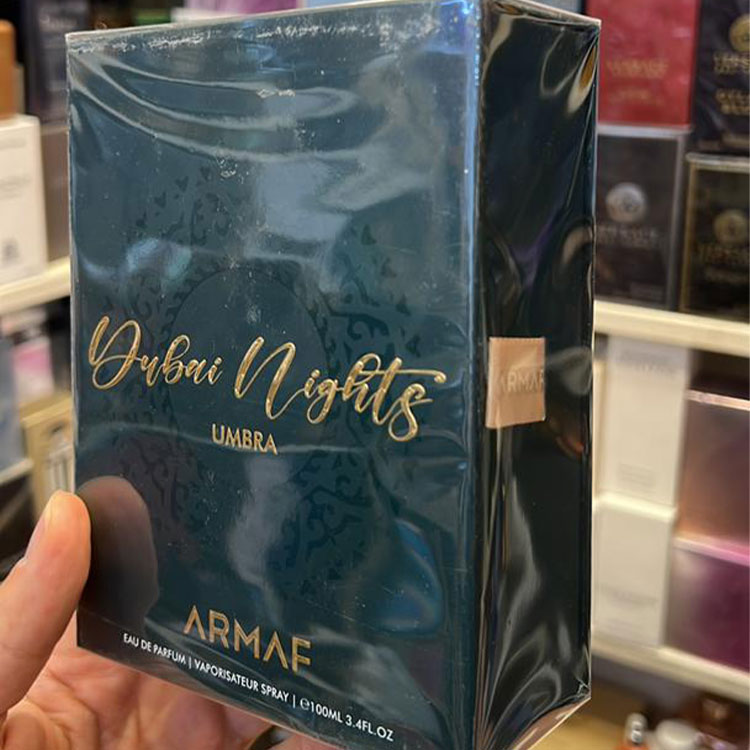 Dubai Nights
UMBRA
ARMAF
EAU DE PARFUM | VAPORISATEUR SPRAY | ℮100ML 3.4FL.OZ
ARMAF